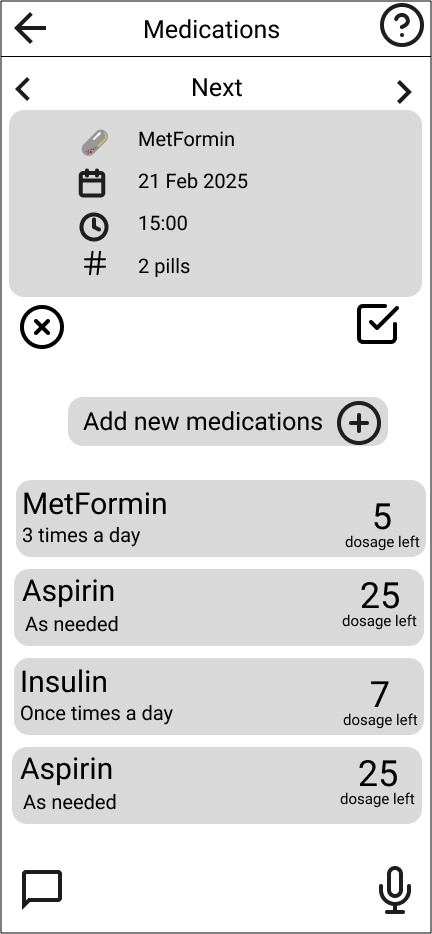 Medications
Next
MetFormin
21 Feb 2025
15:00
# 2 pills
Add new medications
MetFormin
3 times a day
5
dosage left
Aspirin
As needed
25
dosage left
Insulin
Once times a day
7
dosage left
Aspirin
As needed
25
dosage left